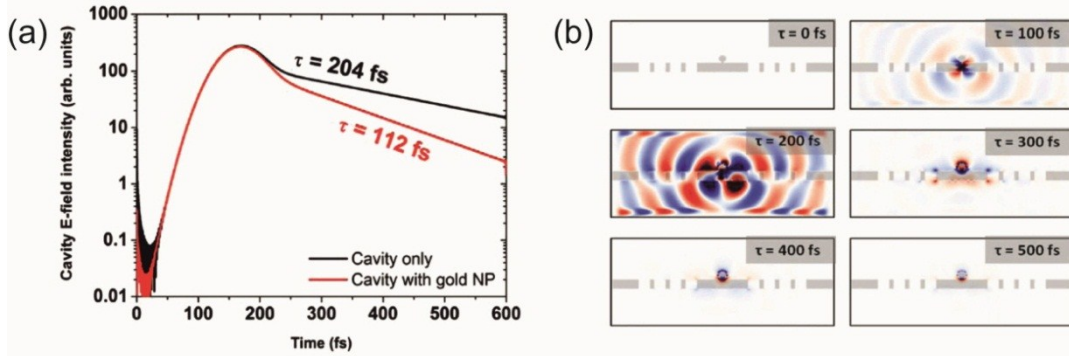 (a)
Cavity E-field intensity (arb. units)
1000
100
10
1
0.1
0.01
τ = 204 fs
τ = 112 fs
Cavity only
Cavity with gold NP
0 100 200 300 400 500 600
Time (fs)
(b)
τ = 0 fs
τ = 100 fs
τ = 200 fs
τ = 300 fs
τ = 400 fs
τ = 500 fs